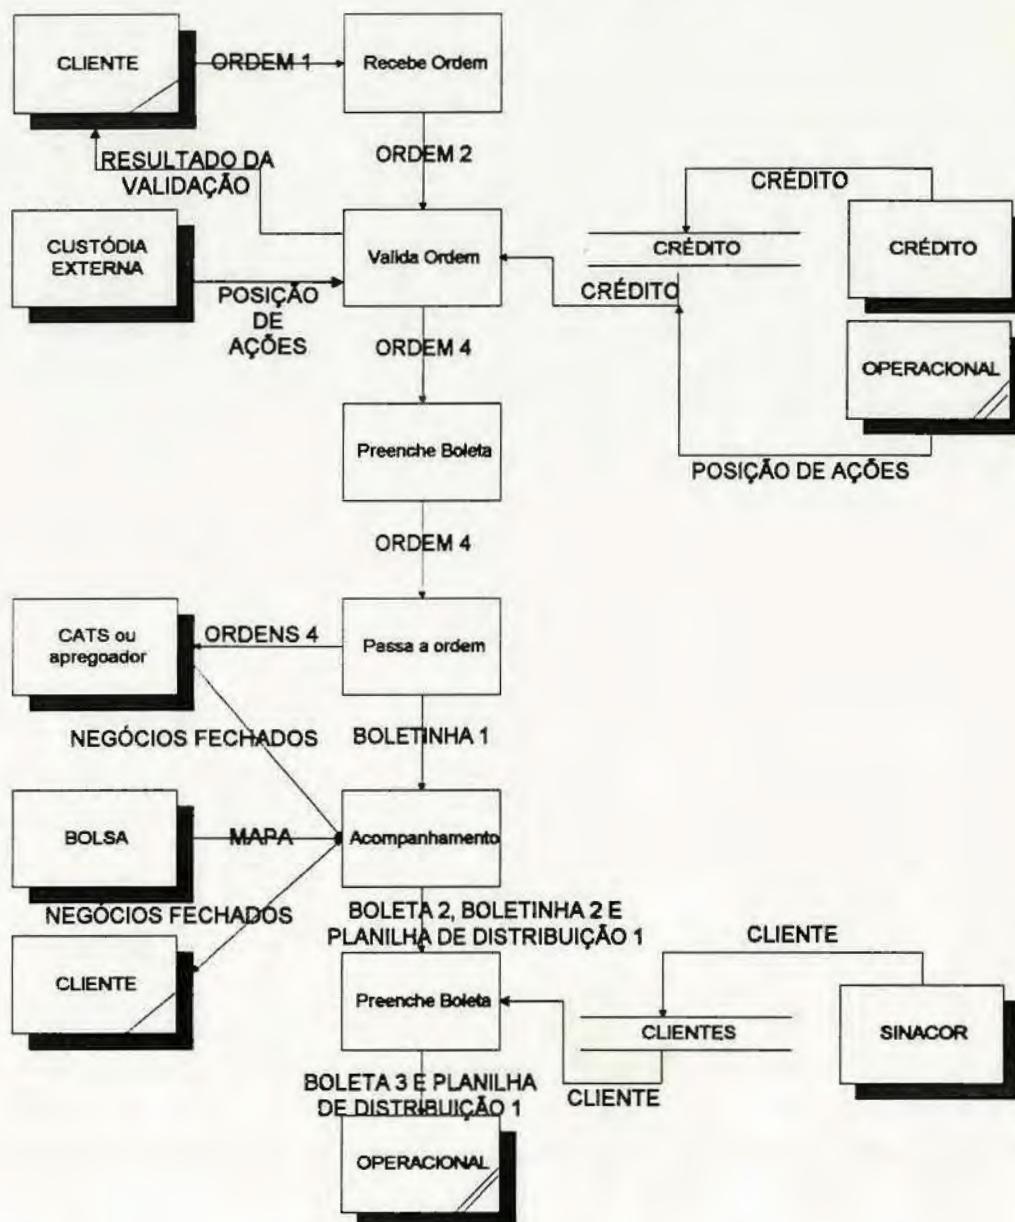 CLIENTE
ORDEM 1
Recebe Ordem
ORDEM 2
RESULTADO DA
VALIDAÇÃO
CRÉDITO
CUSTÓDIA
EXTERNA
Valida Ordem
CRÉDITO
CRÉDITO
CRÉDITO
POSIÇÃO
DE
AÇÕES
ORDEM 4
OPERACIONAL
Preenche Boleta
POSIÇÃO DE AÇÕES
ORDEM 4
CATS ou
apregoador
ORDENS 4
Passa a ordem
NEGÓCIOS FECHADOS
BOLETINHA 1
BOLSA
MAPA
Acompanhamento
NEGÓCIOS FECHADOS
BOLETA 2, BOLETINHA 2 E
PLANILHA DE DISTRIBUIÇÃO 1
CLIENTE
CLIENTE
Preenche Boleta
CLIENTES
SINACOR
BOLETA 3 E PLANILHA
DE DISTRIBUIÇÃO 1
CLIENTE
OPERACIONAL